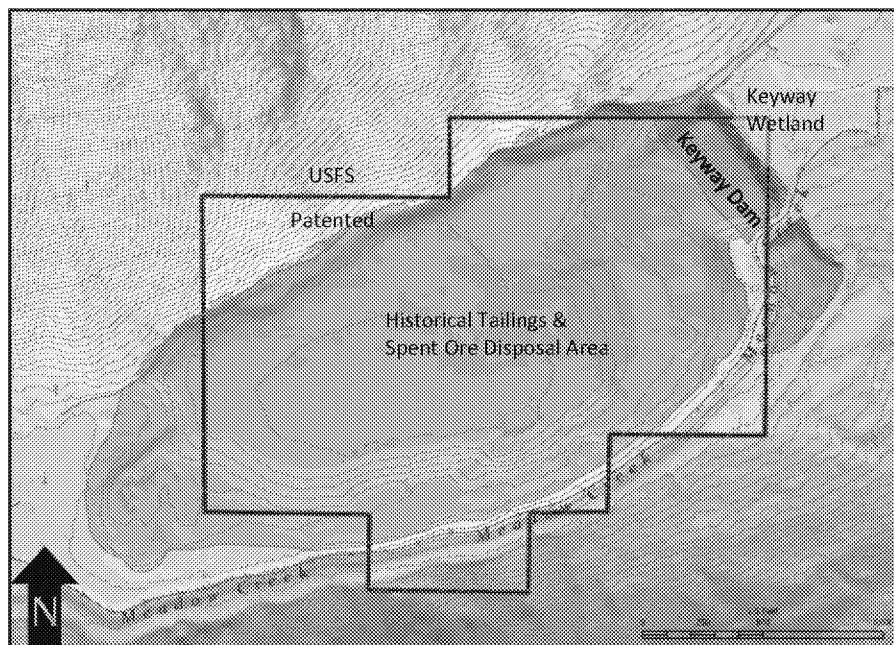 Keyway
Wetland
Keyway Dam
USFS
Patented
Historical Tailings &
Spent Ore Disposal Area
Meadow Creek
Meadow Creek
N